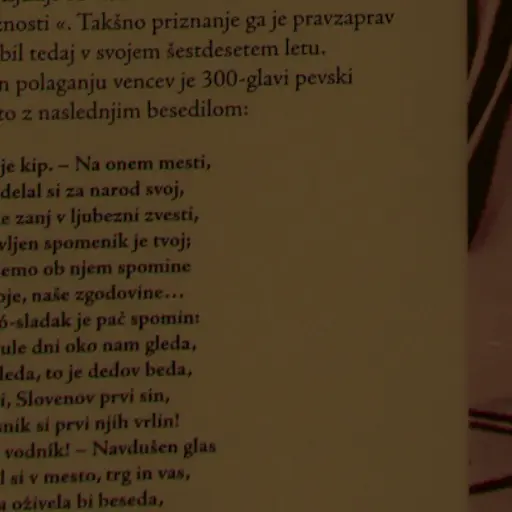 znosti «. Takšno priznanje ga je pravzaprav
bil tedaj v svojem šestdesetem letu.
n polaganju vencev je 300-glavi pevski
to z naslednjim besedilom:
je kip. – Na onem mesti,
delal si za narod svoj,
e zanj v ljubezni zvesti,
vljen spomenik je tvoj;
emo ob njem spomine
oje, naše zgodovine...
ó-sladak je pač spomin:
ule dni oko nam gleda,
leda, to je dedov beda,
i, Slovenov prvi sin,
nik si prvi njih vrlin!
vodnik! – Navdušen glas
l si v mesto, trg in vas,
a oživela bi beseda,